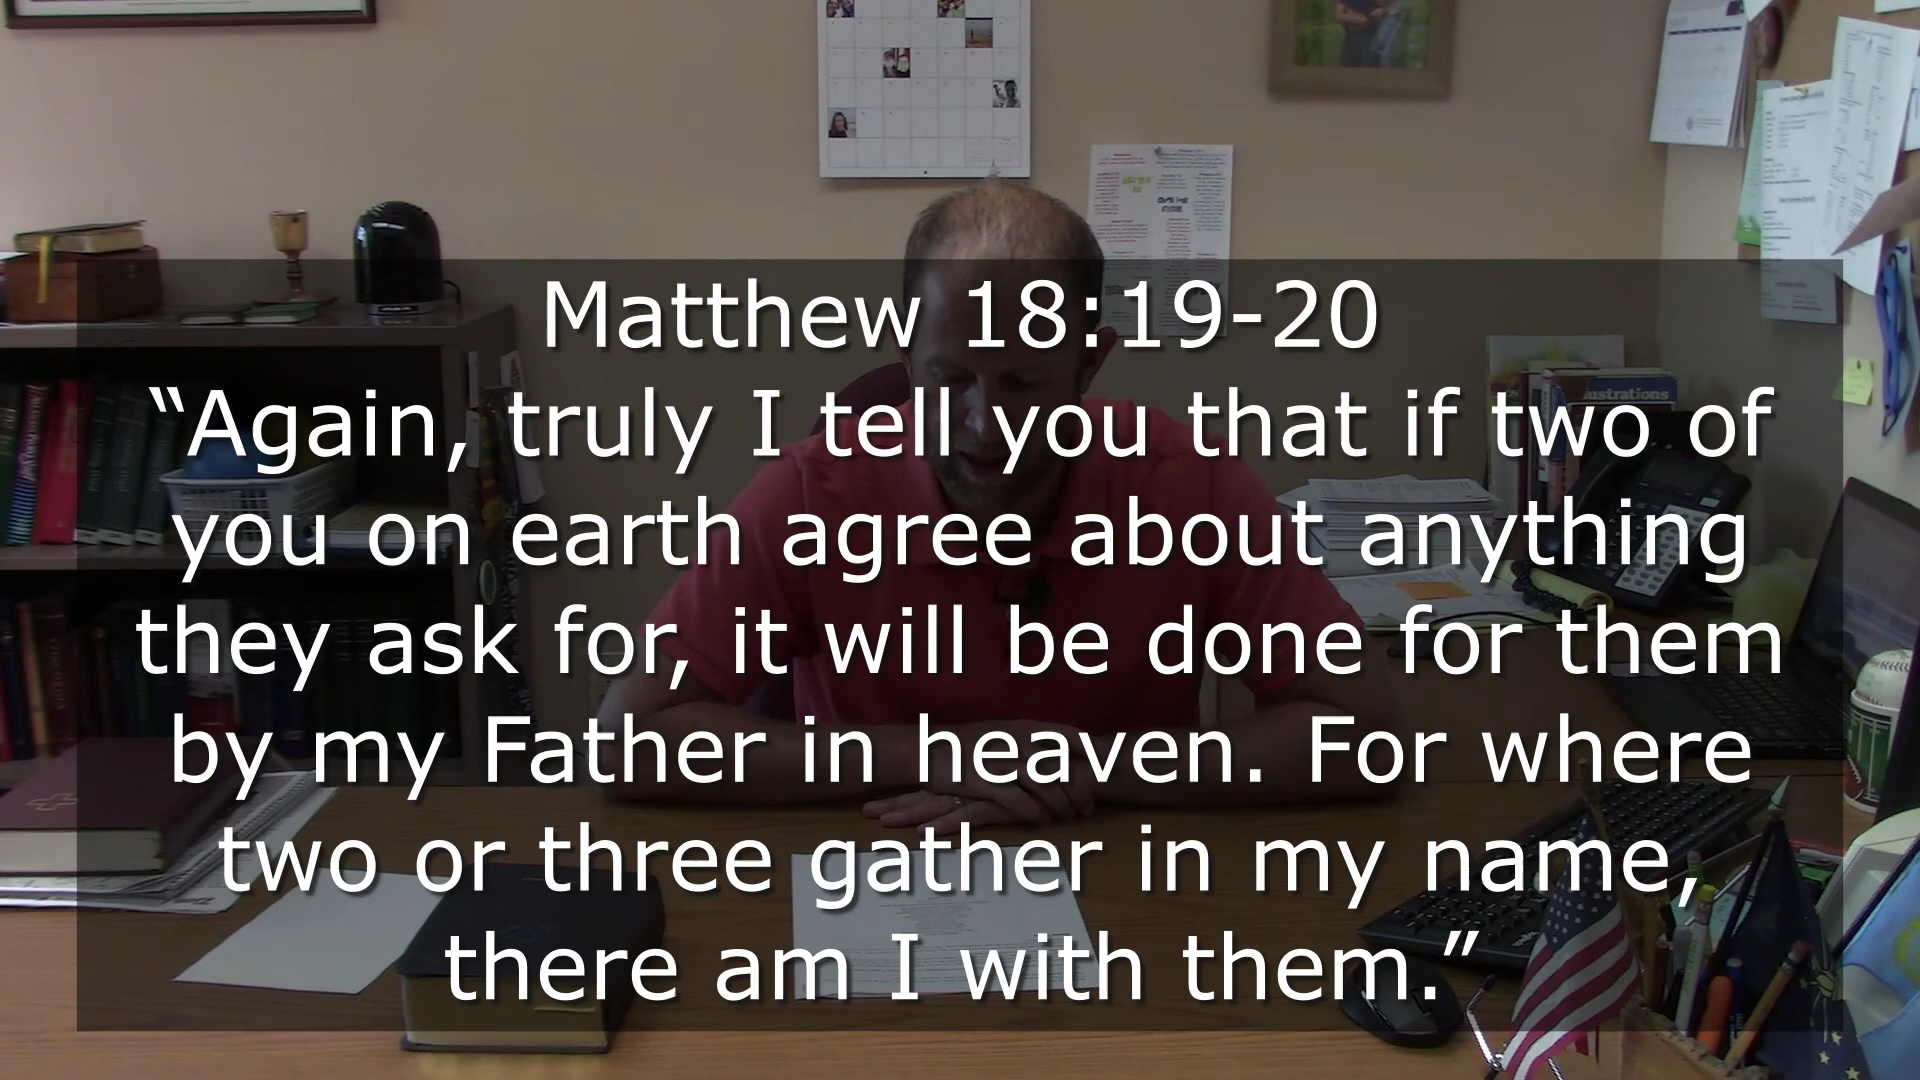 Matthew 18:19-20
“Again, truly I tell you that if two of
you on earth agree about anything
they ask for, it will be done for them
by my Father in heaven. For where
two or three gather in my name,
there am I with them.”
ustrations